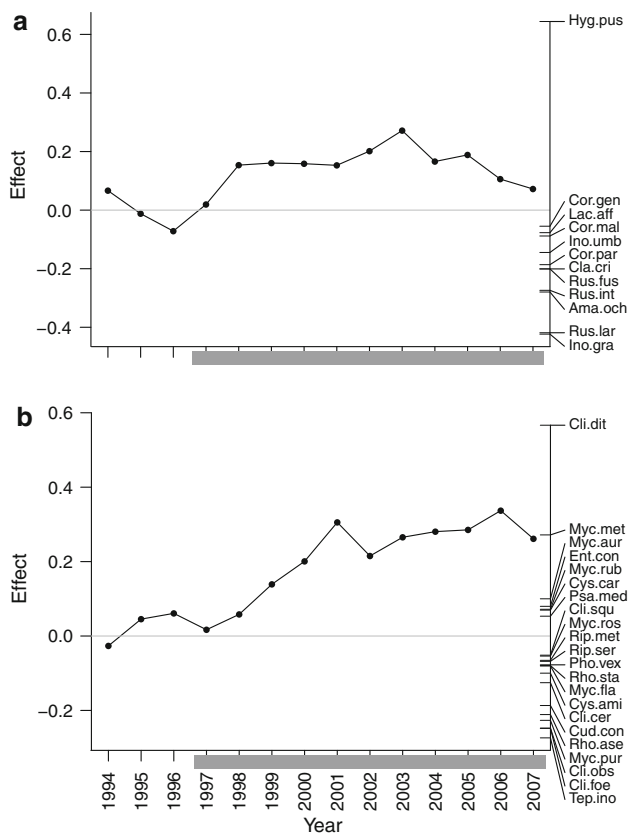 a
0.6
0.4
0.2
0.0
−0.2
−0.4
Effect
Hyg.pus
Cor.gen
Lac.aff
Cor.mal
Ino.umb
Cor.par
Cla.cri
Rus.fus
Rus.int
Ama.och
Rus.lar
Ino.gra
b
0.6
0.4
0.2
0.0
−0.2
Effect
Cli.dit
Myc.met
Myc.aur
Ent.con
Myc.rub
Cys.car
Psa.med
Cli.squ
Myc.ros
Rip.met
Rip.ser
Pho.vex
Rho.sta
Myc.fla
Cys.ami
Cli.cer
Cud.con
Rho.ase
Myc.pur
Cli.obs
Cli.foe
Tep.ino
1994 1995 1996 1997 1998 1999 2000 2001 2002 2003 2004 2005 2006 2007
Year